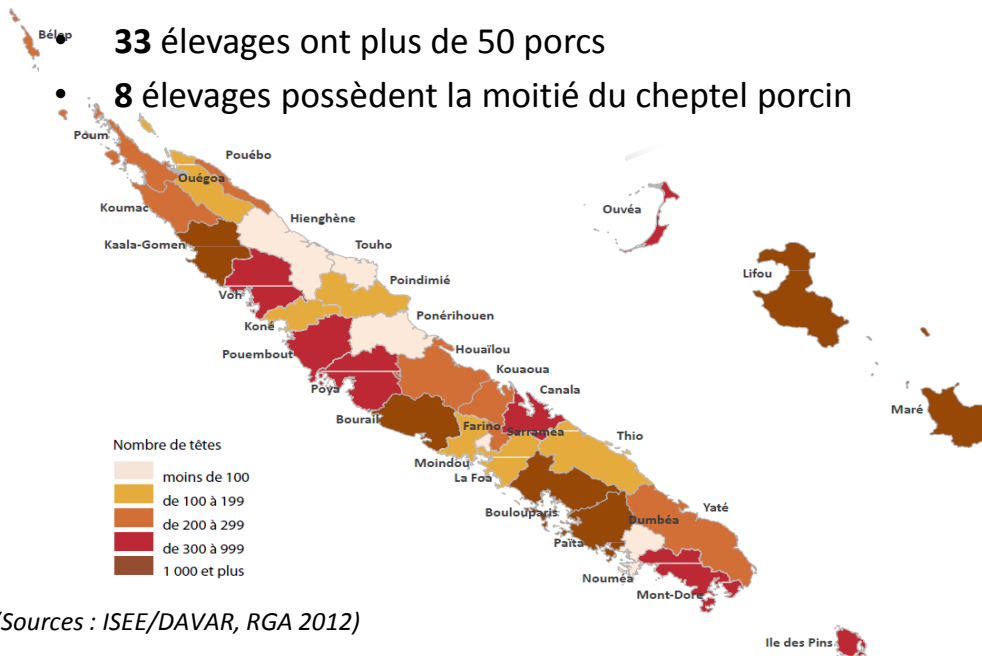 • 33 élevages ont plus de 50 porcs
• 8 élevages possèdent la moitié du cheptel porcin
Bélep
Poum
Pouébo
Ouégoa
Koumac
Hienghène
Kaala-Gomen
Touho
Poindimié
Voh
Ponérihouen
Koné
Houaïlou
Pouembout
Kouaoua
Poya
Canala
Bourail
Farino
Sarraméa
Thio
Moindou
La Foa
Boulouparis
Yaté
Dumbéa
Païta
Nouméa
Mont-Dore
Ile des Pins
Ouvéa
Lifou
Maré
Nombre de têtes
moins de 100
de 100 à 199
de 200 à 299
de 300 à 999
1 000 et plus
(Sources : ISEE/DAVAR, RGA 2012)